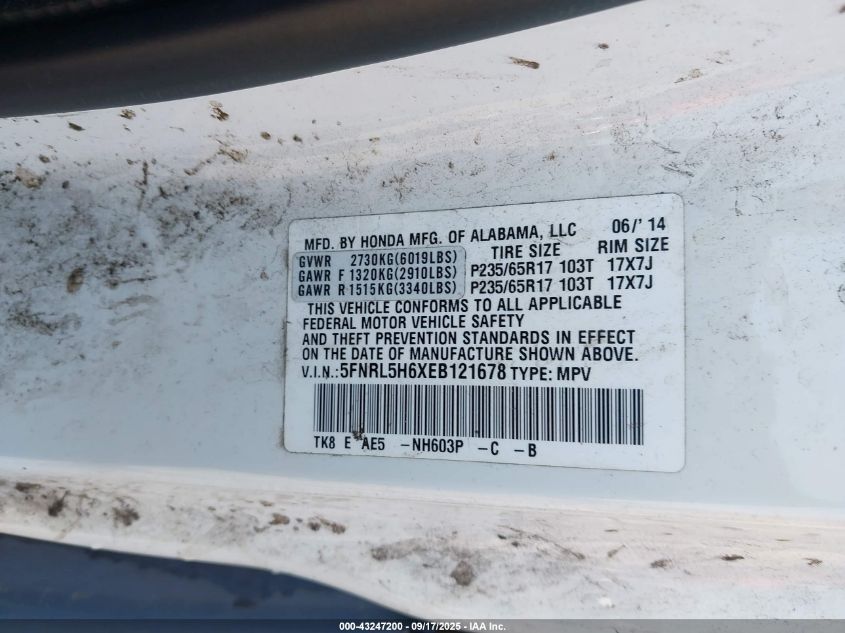 MFD. BY HONDA MFG. OF ALABAMA, LLC 06/' 14
TIRE SIZE RIM SIZE
GVWR 2730KG(6019LBS)
GAWR F 1320KG(2910LBS) P235/65R17 103T 17X7J
GAWR R 1515KG(3340LBS) P235/65R17 103T 17X7J
THIS VEHICLE CONFORMS TO ALL APPLICABLE
FEDERAL MOTOR VEHICLE SAFETY
AND THEFT PREVENTION STANDARDS IN EFFECT
ON THE DATE OF MANUFACTURE SHOWN ABOVE.
V.I.N.: 5FNRL5H6XEB121678 TYPE: MPV
TK8 E AE5 -NH603P -C -B
000-43247200 - 09/17/2025 - IAA Inc.